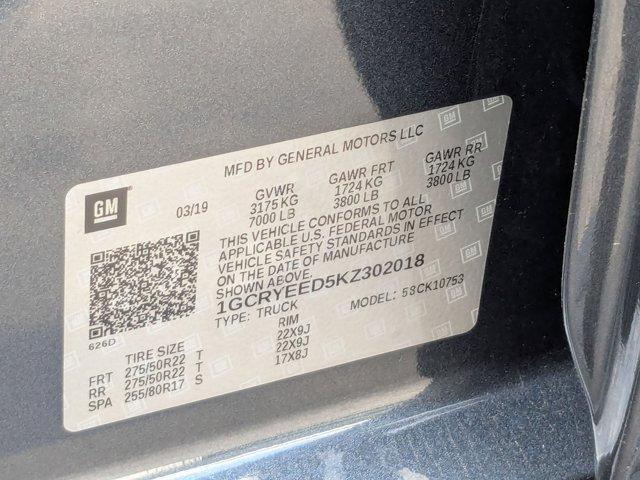 MFD BY GENERAL MOTORS LLC
GM
03/19
GVWR
3175 KG
7000 LB
GAWR FRT
1724 KG
3800 LB
GAWR RR
1724 KG
3800 LB
THIS VEHICLE CONFORMS TO ALL
APPLICABLE U.S. FEDERAL MOTOR
VEHICLE SAFETY STANDARDS IN EFFECT
ON THE DATE OF MANUFACTURE
SHOWN ABOVE.
1GCRYEED5KZ302018
TYPE: TRUCK
MODEL: 58CK10753
626D
TIRE SIZE RIM
FRT 275/50R22 T 22X9J
RR 275/50R22 T 22X9J
SPA 255/80R17 S 17X8J